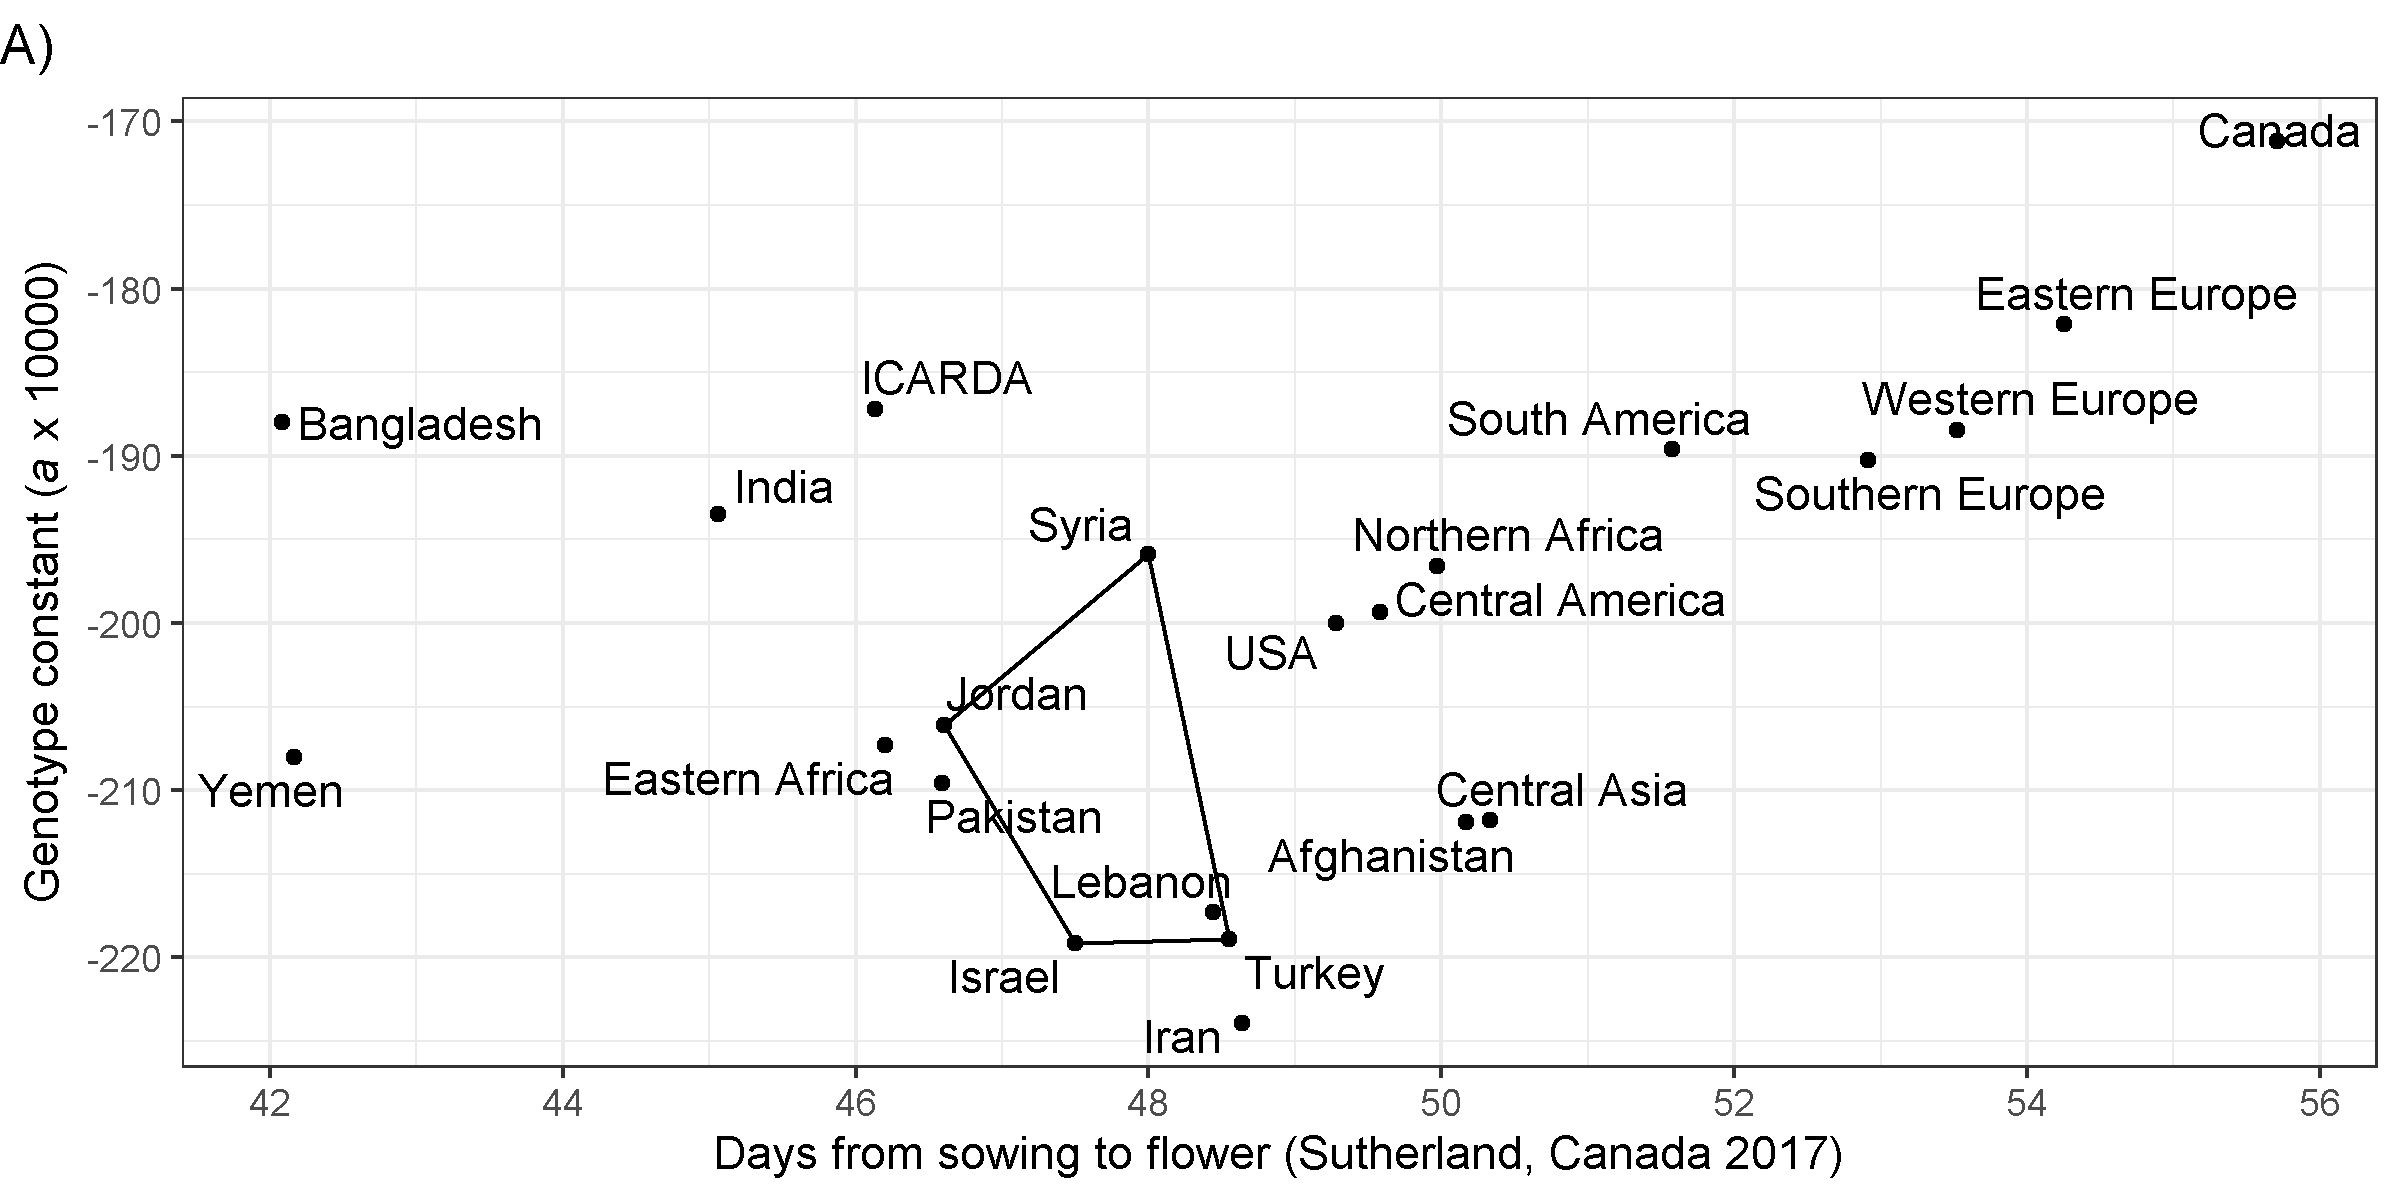 A)
-170
-180
-190
-200
-210
-220
Genotype constant (a x 10000)
Canada
Eastern Europe
ICARDA
Western Europe
South America
Bangladesh
India
Southern Europe
Syria
Northern Africa
Central America
USA
Jordan
Eastern Africa
Yemen
Central Asia
Pakistan
Afghanistan
Lebanon
Israel
Turkey
Iran
42 44 46 48 50 52 54 56
Days from sowing to flower (Sutherland, Canada 2017)